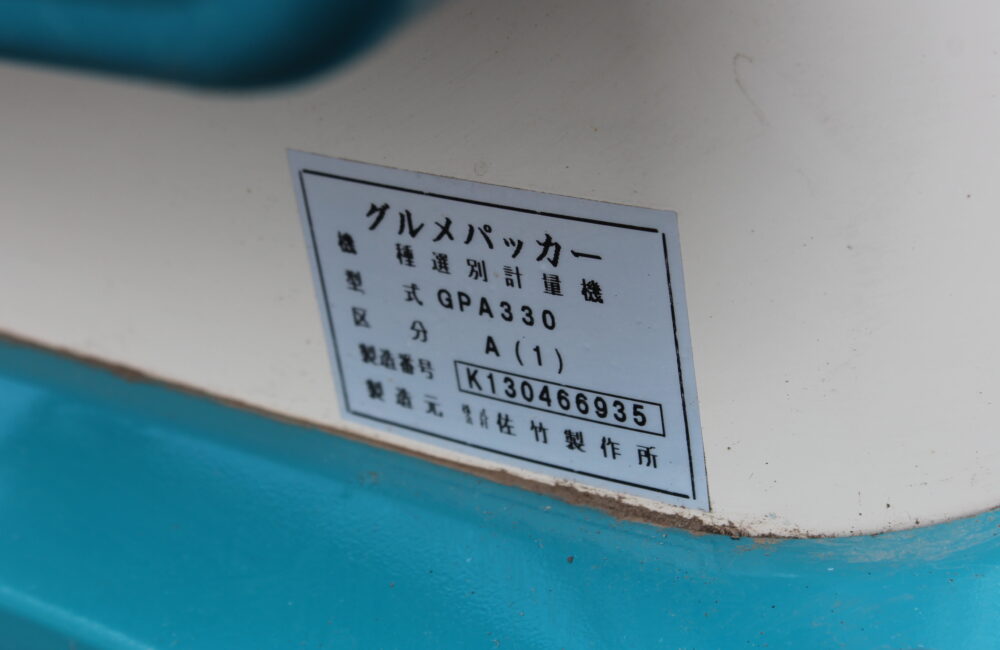 グルメパッカー
機種 選別計量機
型式 GPA330
区分 A(1)
製造番号 K130466935
製造元 株式会社 佐竹製作所